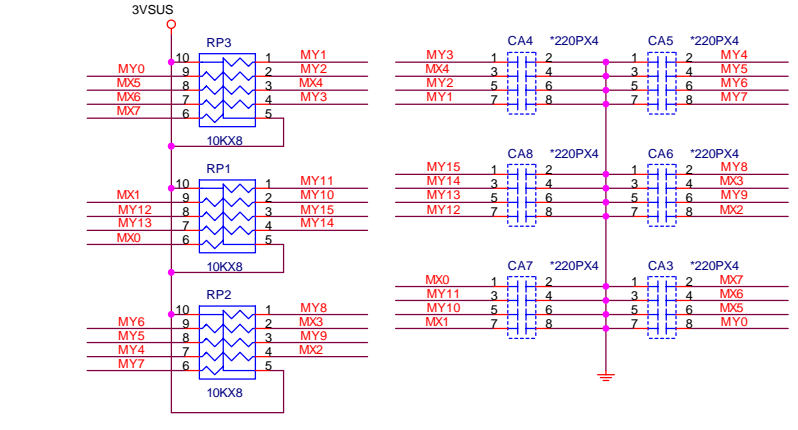 3VSUS
RP3
10 1 MY1
MY0 9 2 MY2
MX5 8 3 MX4
MX6 7 4 MY3
MX7 6 5
10KX8
RP1
10 1 MY11
MX1 9 2 MY10
MY12 8 3 MY15
MY13 7 4 MY14
MX0 6 5
10KX8
RP2
10 1 MY8
MY6 9 2 MX3
MY5 8 3 MY9
MY4 7 4 MX2
MY7 6 5
10KX8
CA4 *220PX4
MY3 1 2
MX4 3 4
MY2 5 6
MY1 7 8
CA5 *220PX4
1 2 MY4
3 4 MY5
5 6 MY6
7 8 MY7
CA8 *220PX4
MY15 1 2
MY14 3 4
MY13 5 6
MY12 7 8
CA6 *220PX4
1 2 MY8
3 4 MX3
5 6 MY9
7 8 MX2
CA7 *220PX4
MX0 1 2
MY11 3 4
MY10 5 6
MX1 7 8
CA3 *220PX4
1 2 MX7
3 4 MX6
5 6 MX5
7 8 MY0